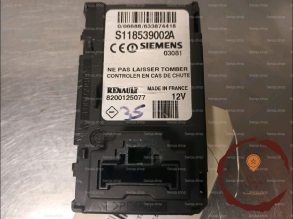 S118539002A
CE SIEMENS
03081
NE PAS LAISSER TOMBER
CONTROLER EN CAS DE CHUTE
RENAULT MADE IN FRANCE
8200125077 12V
35